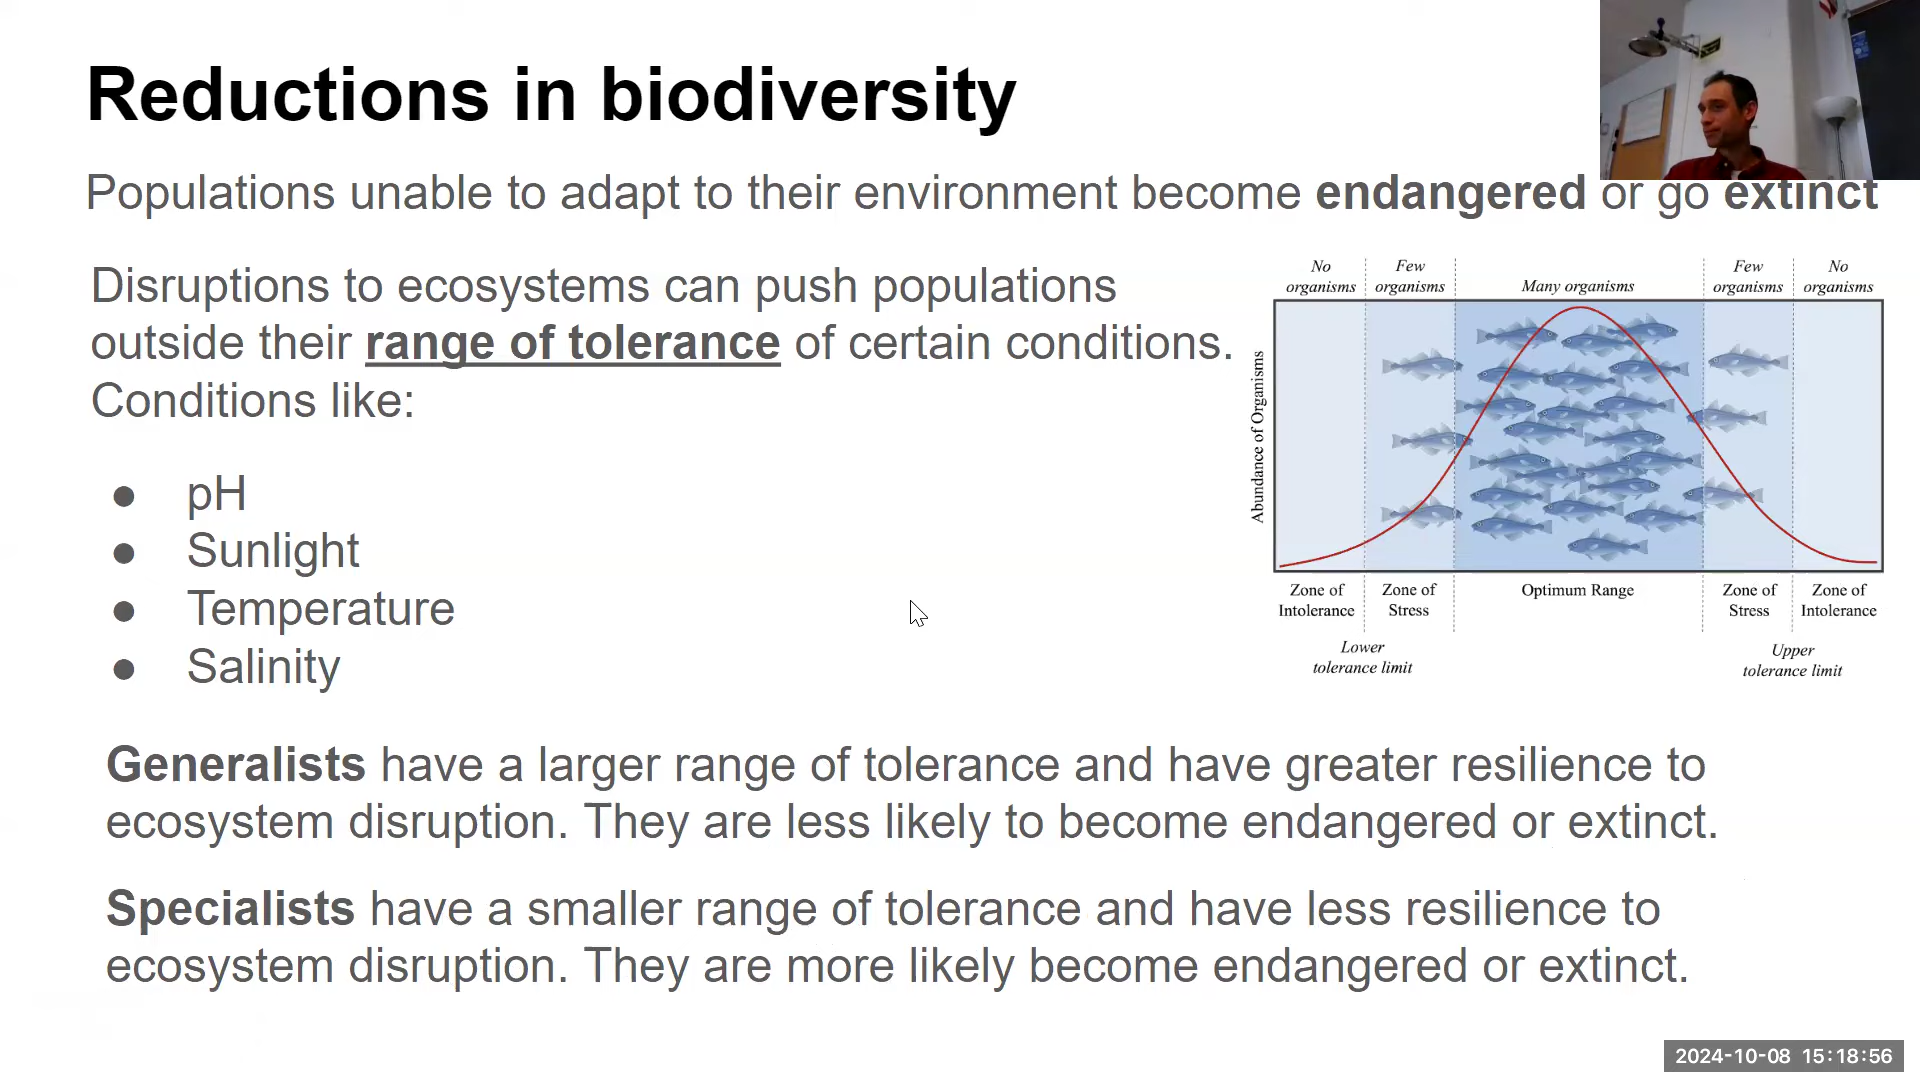 Reductions in biodiversity
Populations unable to adapt to their environment become endangered or go extinct
Disruptions to ecosystems can push populations
outside their range of tolerance of certain conditions.
Conditions like:
● pH
● Sunlight
● Temperature
● Salinity
No organisms
Few organisms
Many organisms
Few organisms
No organisms
Abundance of Organisms
Zone of Intolerance
Zone of Stress
Optimum Range
Zone of Stress
Zone of Intolerance
Lower tolerance limit
Upper tolerance limit
Generalists have a larger range of tolerance and have greater resilience to
ecosystem disruption. They are less likely to become endangered or extinct.
Specialists have a smaller range of tolerance and have less resilience to
ecosystem disruption. They are more likely become endangered or extinct.
2024-10-08 15:18:56